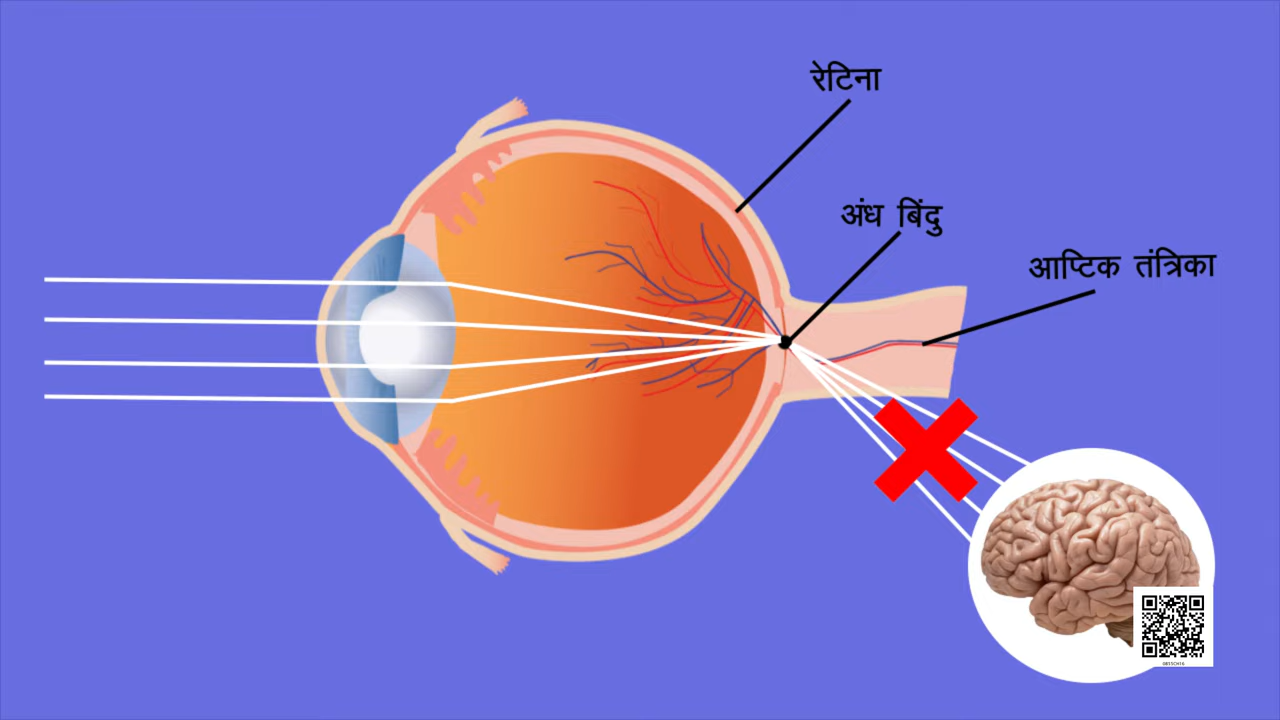 रेटिना
अंध बिंदु
आप्टिक तंत्रिका